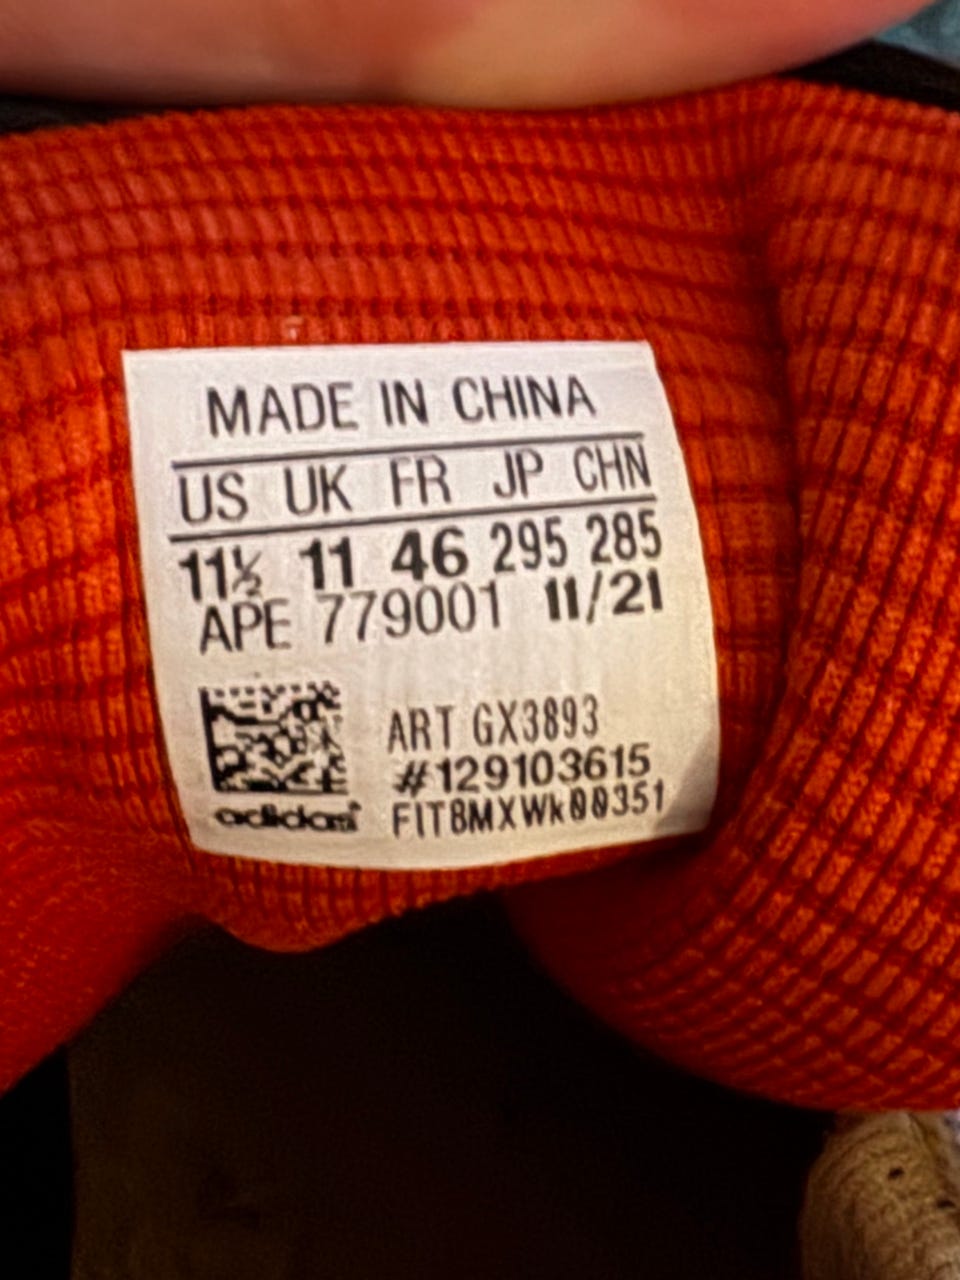 MADE IN CHINA
US UK FR JP CHN
11½ 11 46 295 285
APE 779001 11/21
ART GX3893
#129103615
adidas FIT8MXWk00351